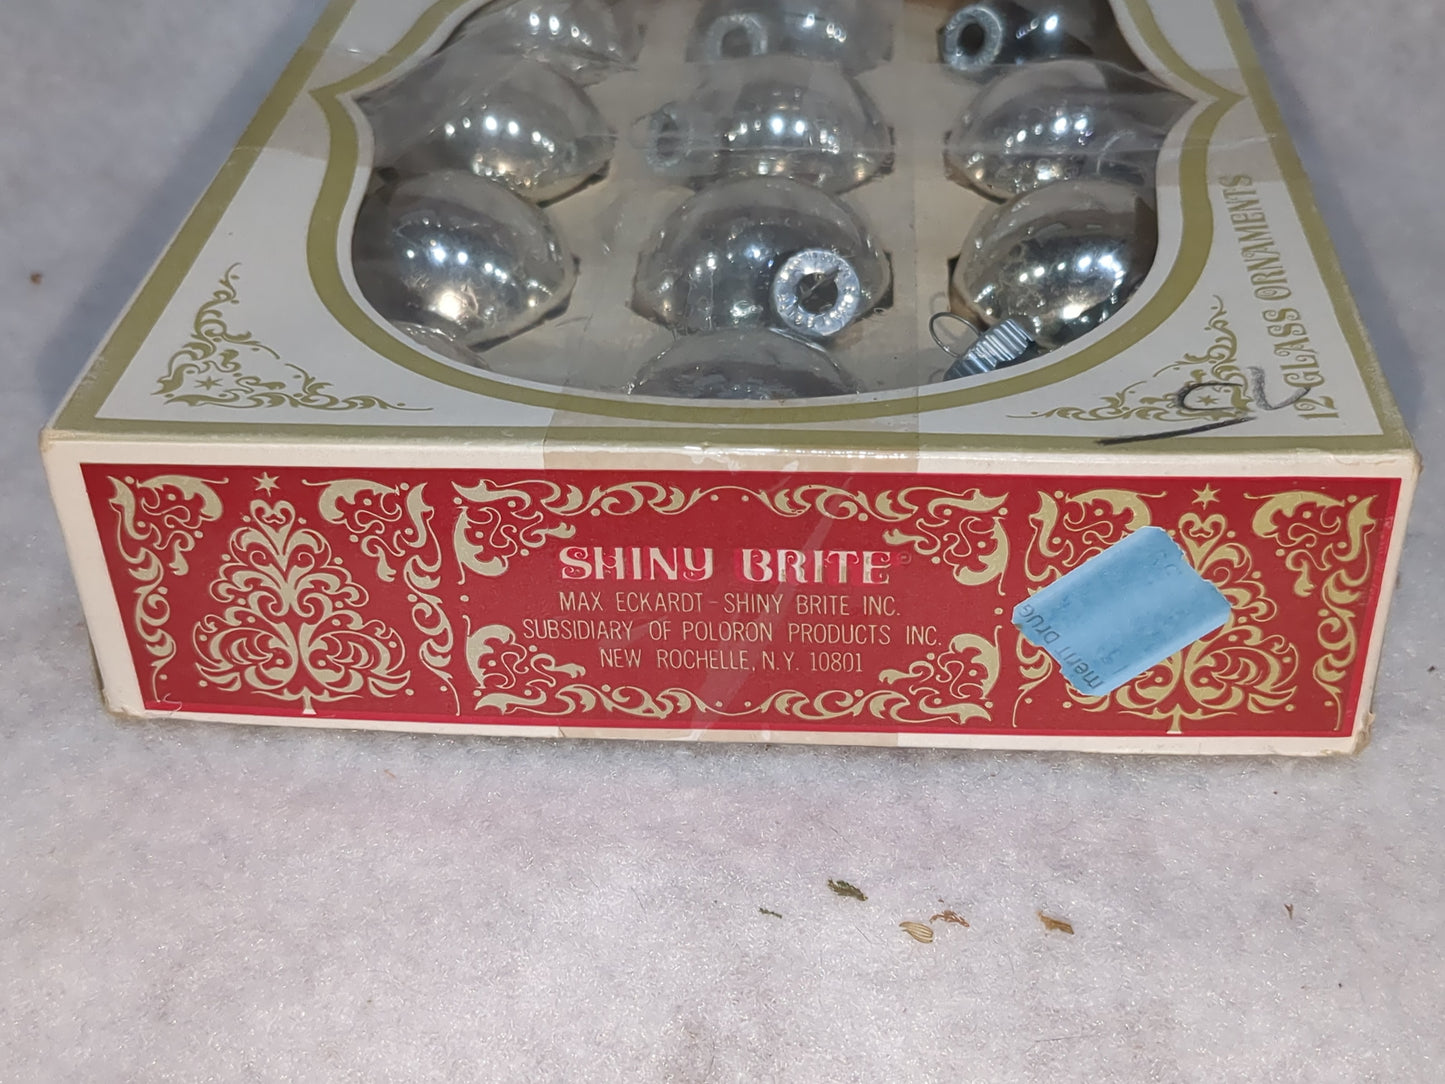 12 GLASS ORNAMENTS
12
SHINY BRITE®
MAX ECKARDT - SHINY BRITE INC.
SUBSIDIARY OF POLORON PRODUCTS INC.
NEW ROCHELLE, N.Y. 10801
merit DRUG